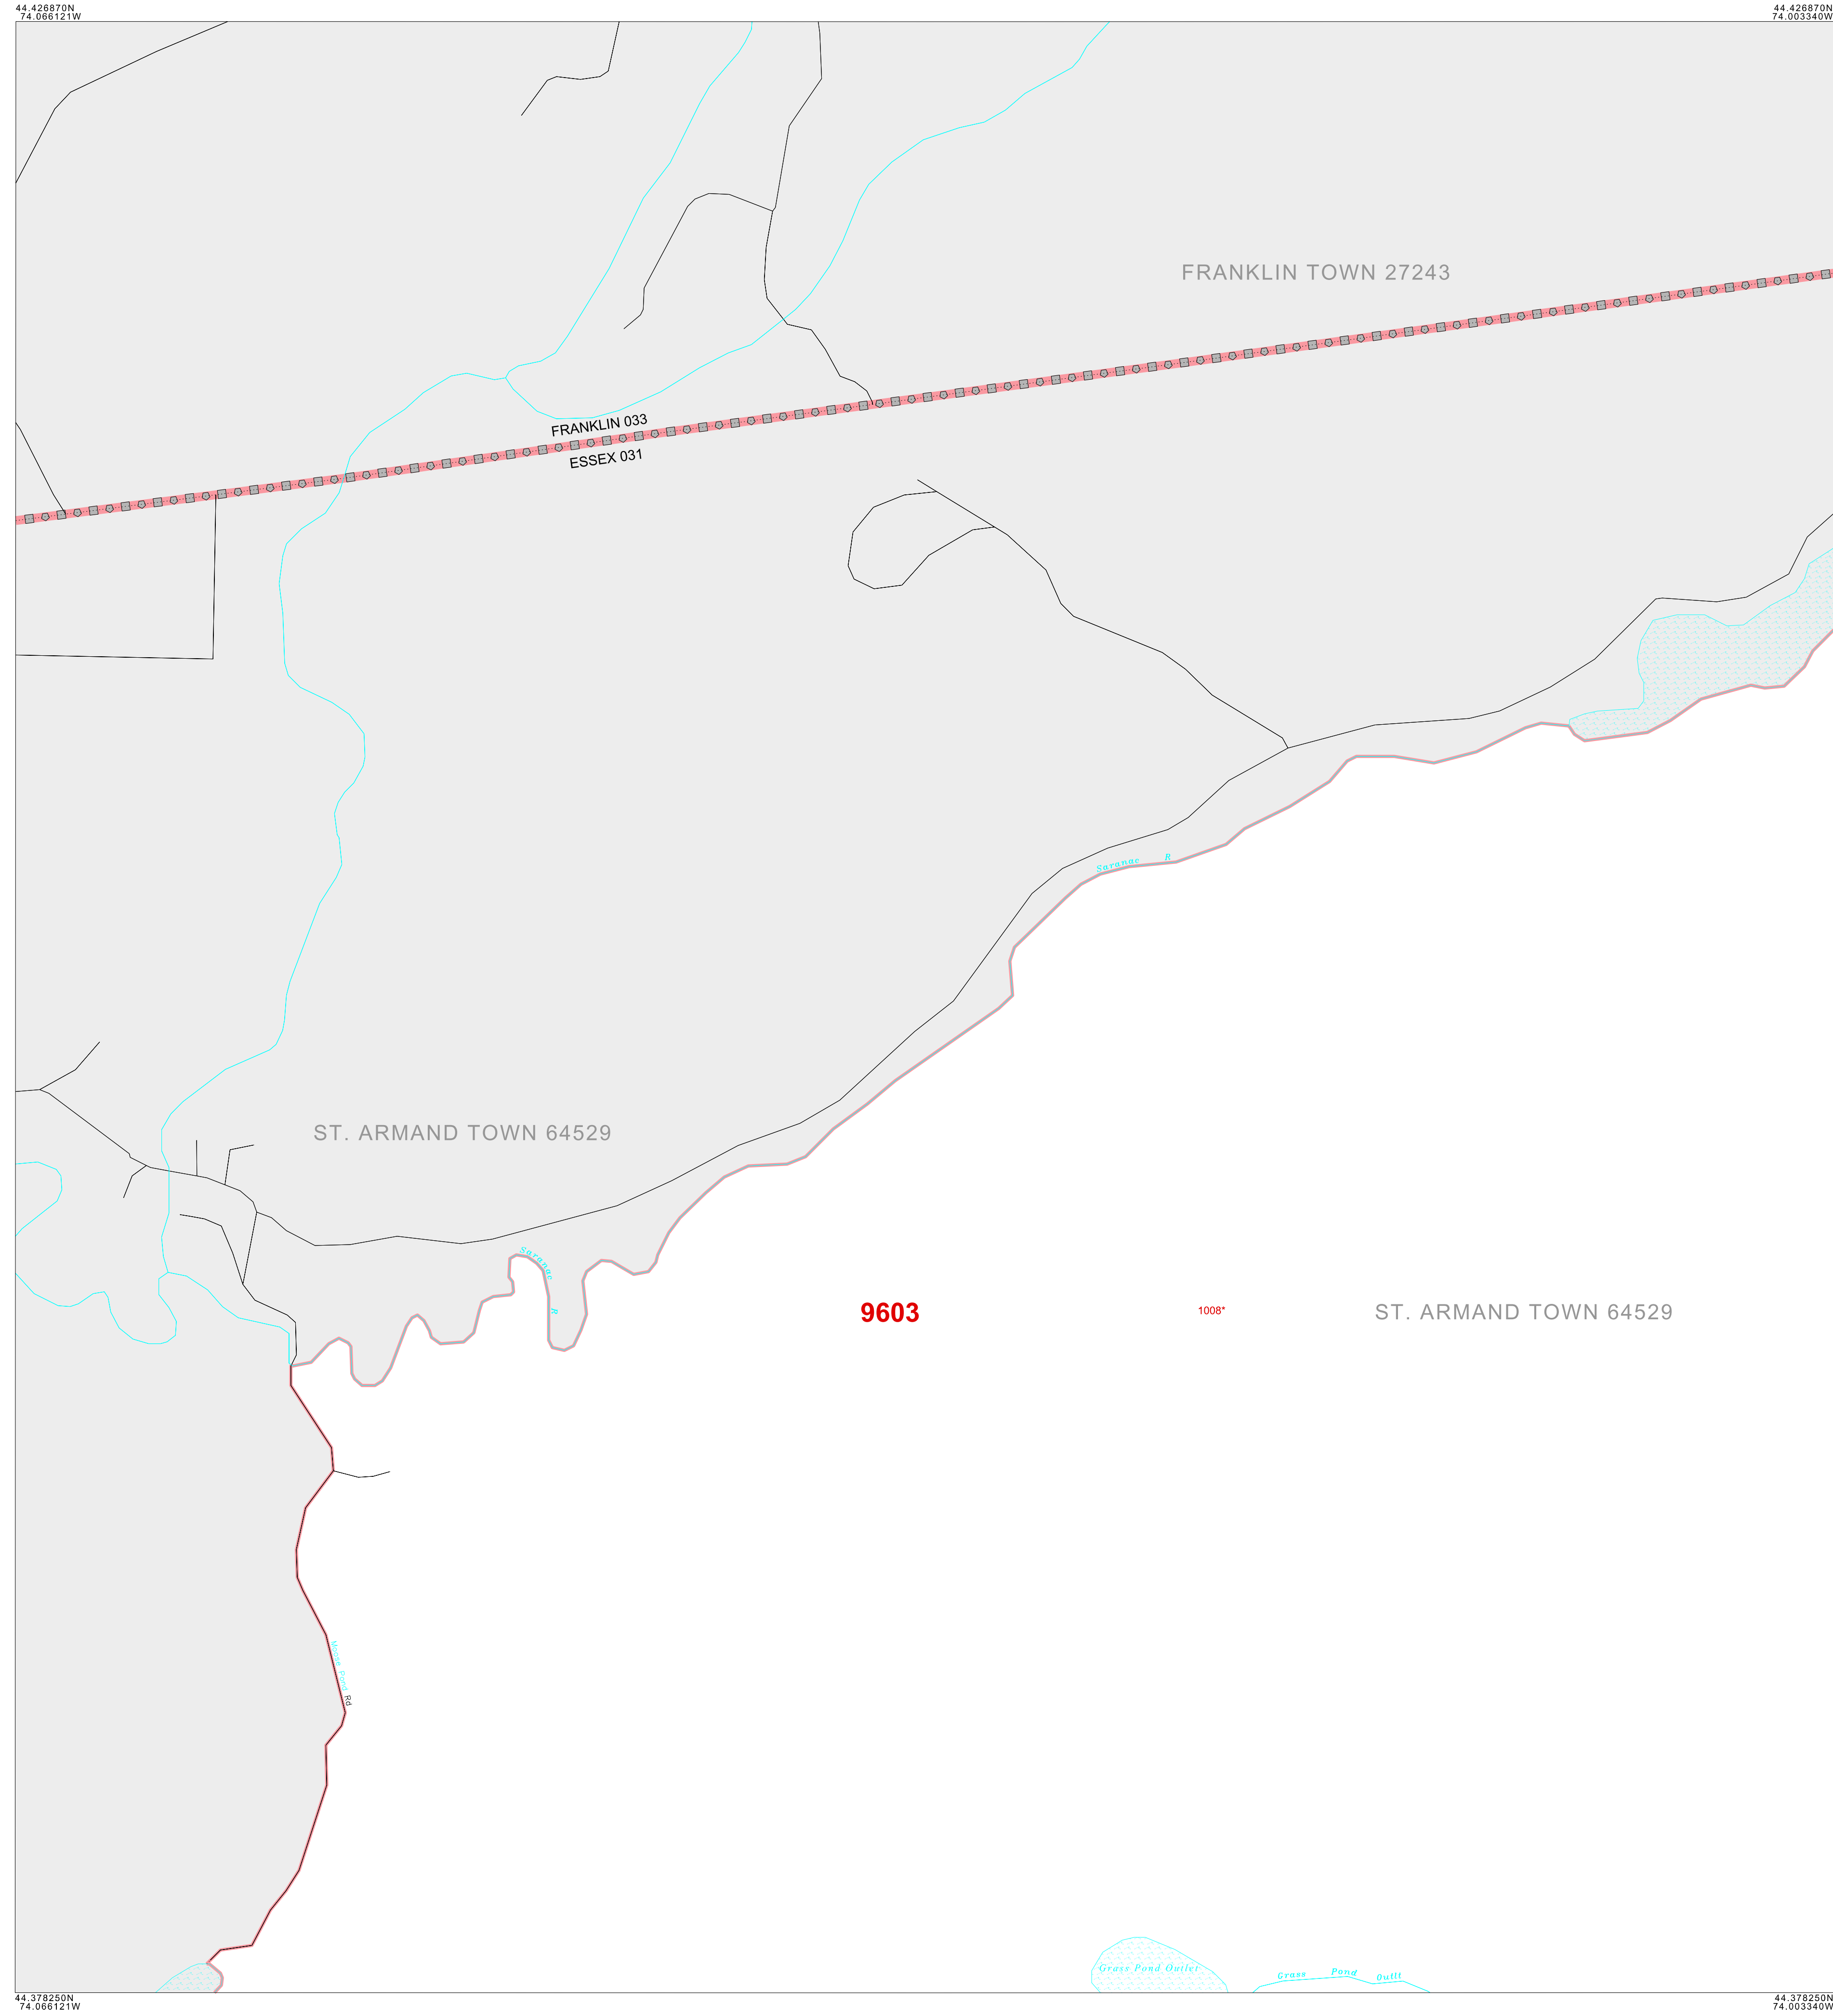 44.426870N
74.066121W
44.426870N
74.003340W
FRANKLIN TOWN 27243
FRANKLIN 033
ESSEX 031
Saranac R
ST. ARMAND TOWN 64529
Saranac R
9603
1008*
ST. ARMAND TOWN 64529
Moose Pond Rd
Grass Pond Outlet
Grass Pond Outlt
44.378250N
74.066121W
44.378250N
74.003340W